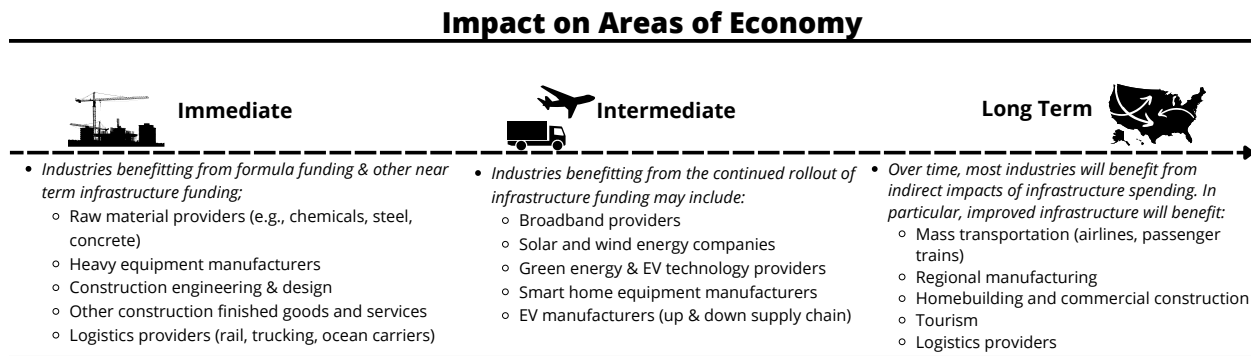 Impact on Areas of Economy
Immediate
• Industries benefitting from formula funding & other near
term infrastructure funding;
○ Raw material providers (e.g., chemicals, steel,
concrete)
○ Heavy equipment manufacturers
○ Construction engineering & design
○ Other construction finished goods and services
○ Logistics providers (rail, trucking, ocean carriers)
Intermediate
• Industries benefitting from the continued rollout of
infrastructure funding may include:
○ Broadband providers
○ Solar and wind energy companies
○ Green energy & EV technology providers
○ Smart home equipment manufacturers
○ EV manufacturers (up & down supply chain)
Long Term
• Over time, most industries will benefit from
indirect impacts of infrastructure spending. In
particular, improved infrastructure will benefit:
○ Mass transportation (airlines, passenger
trains)
○ Regional manufacturing
○ Homebuilding and commercial construction
○ Tourism
○ Logistics providers